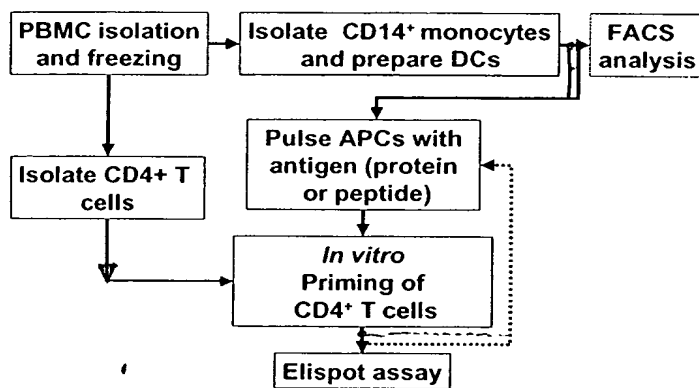 PBMC isolation
and freezing
Isolate CD14⁺ monocytes
and prepare DCs
FACS
analysis
Pulse APCs with
antigen (protein
or peptide)
Isolate CD4+ T
cells
In vitro
Priming of
CD4⁺ T cells
Elispot assay